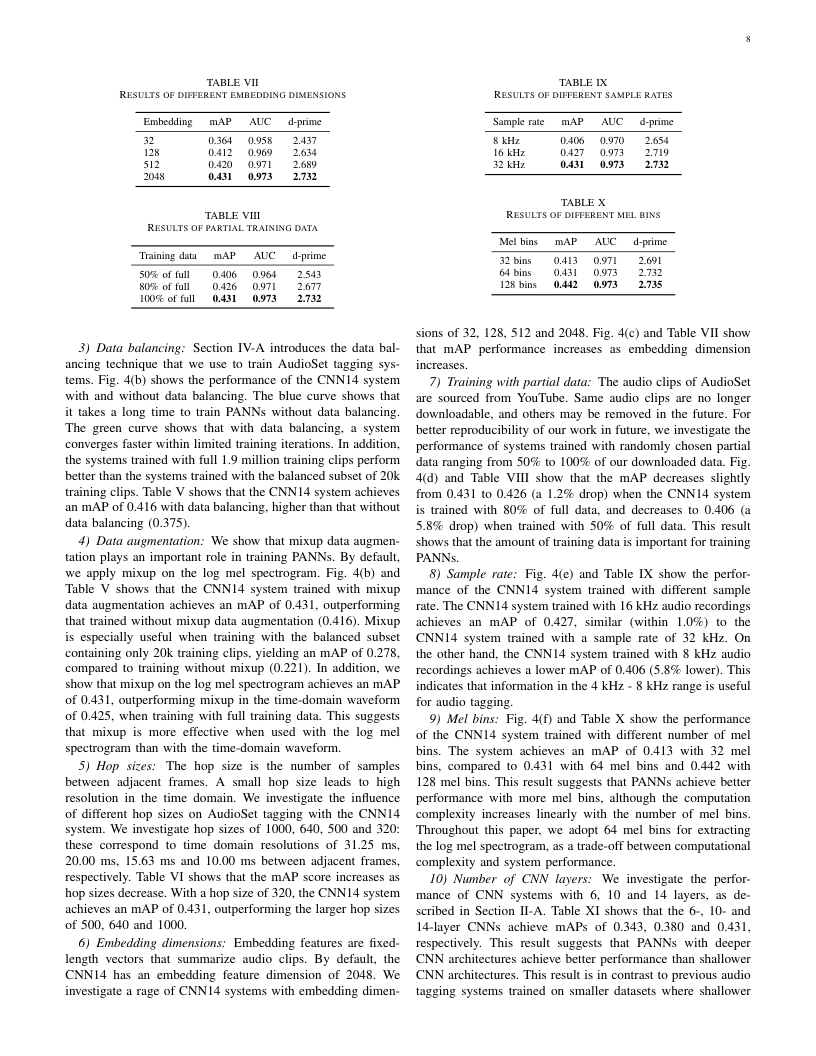 8
TABLE VII
RESULTS OF DIFFERENT EMBEDDING DIMENSIONS
Embedding mAP AUC d-prime
32 0.364 0.958 2.437
128 0.412 0.969 2.634
512 0.420 0.971 2.689
2048 0.431 0.973 2.732
TABLE VIII
RESULTS OF PARTIAL TRAINING DATA
Training data mAP AUC d-prime
50% of full 0.406 0.964 2.543
80% of full 0.426 0.971 2.677
100% of full 0.431 0.973 2.732
3) Data balancing: Section IV-A introduces the data bal-
ancing technique that we use to train AudioSet tagging sys-
tems. Fig. 4(b) shows the performance of the CNN14 system
with and without data balancing. The blue curve shows that
it takes a long time to train PANNs without data balancing.
The green curve shows that with data balancing, a system
converges faster within limited training iterations. In addition,
the systems trained with full 1.9 million training clips perform
better than the systems trained with the balanced subset of 20k
training clips. Table V shows that the CNN14 system achieves
an mAP of 0.416 with data balancing, higher than that without
data balancing (0.375).
4) Data augmentation: We show that mixup data augmen-
tation plays an important role in training PANNs. By default,
we apply mixup on the log mel spectrogram. Fig. 4(b) and
Table V shows that the CNN14 system trained with mixup
data augmentation achieves an mAP of 0.431, outperforming
that trained without mixup data augmentation (0.416). Mixup
is especially useful when training with the balanced subset
containing only 20k training clips, yielding an mAP of 0.278,
compared to training without mixup (0.221). In addition, we
show that mixup on the log mel spectrogram achieves an mAP
of 0.431, outperforming mixup in the time-domain waveform
of 0.425, when training with full training data. This suggests
that mixup is more effective when used with the log mel
spectrogram than with the time-domain waveform.
5) Hop sizes: The hop size is the number of samples
between adjacent frames. A small hop size leads to high
resolution in the time domain. We investigate the influence
of different hop sizes on AudioSet tagging with the CNN14
system. We investigate hop sizes of 1000, 640, 500 and 320:
these correspond to time domain resolutions of 31.25 ms,
20.00 ms, 15.63 ms and 10.00 ms between adjacent frames,
respectively. Table VI shows that the mAP score increases as
hop sizes decrease. With a hop size of 320, the CNN14 system
achieves an mAP of 0.431, outperforming the larger hop sizes
of 500, 640 and 1000.
6) Embedding dimensions: Embedding features are fixed-
length vectors that summarize audio clips. By default, the
CNN14 has an embedding feature dimension of 2048. We
investigate a rage of CNN14 systems with embedding dimen-
TABLE IX
RESULTS OF DIFFERENT SAMPLE RATES
Sample rate mAP AUC d-prime
8 kHz 0.406 0.970 2.654
16 kHz 0.427 0.973 2.719
32 kHz 0.431 0.973 2.732
TABLE X
RESULTS OF DIFFERENT MEL BINS
Mel bins mAP AUC d-prime
32 bins 0.413 0.971 2.691
64 bins 0.431 0.973 2.732
128 bins 0.442 0.973 2.735
sions of 32, 128, 512 and 2048. Fig. 4(c) and Table VII show
that mAP performance increases as embedding dimension
increases.
7) Training with partial data: The audio clips of AudioSet
are sourced from YouTube. Same audio clips are no longer
downloadable, and others may be removed in the future. For
better reproducibility of our work in future, we investigate the
performance of systems trained with randomly chosen partial
data ranging from 50% to 100% of our downloaded data. Fig.
4(d) and Table VIII show that the mAP decreases slightly
from 0.431 to 0.426 (a 1.2% drop) when the CNN14 system
is trained with 80% of full data, and decreases to 0.406 (a
5.8% drop) when trained with 50% of full data. This result
shows that the amount of training data is important for training
PANNs.
8) Sample rate: Fig. 4(e) and Table IX show the perfor-
mance of the CNN14 system trained with different sample
rate. The CNN14 system trained with 16 kHz audio recordings
achieves an mAP of 0.427, similar (within 1.0%) to the
CNN14 system trained with a sample rate of 32 kHz. On
the other hand, the CNN14 system trained with 8 kHz audio
recordings achieves a lower mAP of 0.406 (5.8% lower). This
indicates that information in the 4 kHz - 8 kHz range is useful
for audio tagging.
9) Mel bins: Fig. 4(f) and Table X show the performance
of the CNN14 system trained with different number of mel
bins. The system achieves an mAP of 0.413 with 32 mel
bins, compared to 0.431 with 64 mel bins and 0.442 with
128 mel bins. This result suggests that PANNs achieve better
performance with more mel bins, although the computation
complexity increases linearly with the number of mel bins.
Throughout this paper, we adopt 64 mel bins for extracting
the log mel spectrogram, as a trade-off between computational
complexity and system performance.
10) Number of CNN layers: We investigate the perfor-
mance of CNN systems with 6, 10 and 14 layers, as de-
scribed in Section II-A. Table XI shows that the 6-, 10- and
14-layer CNNs achieve mAPs of 0.343, 0.380 and 0.431,
respectively. This result suggests that PANNs with deeper
CNN architectures achieve better performance than shallower
CNN architectures. This result is in contrast to previous audio
tagging systems trained on smaller datasets where shallower